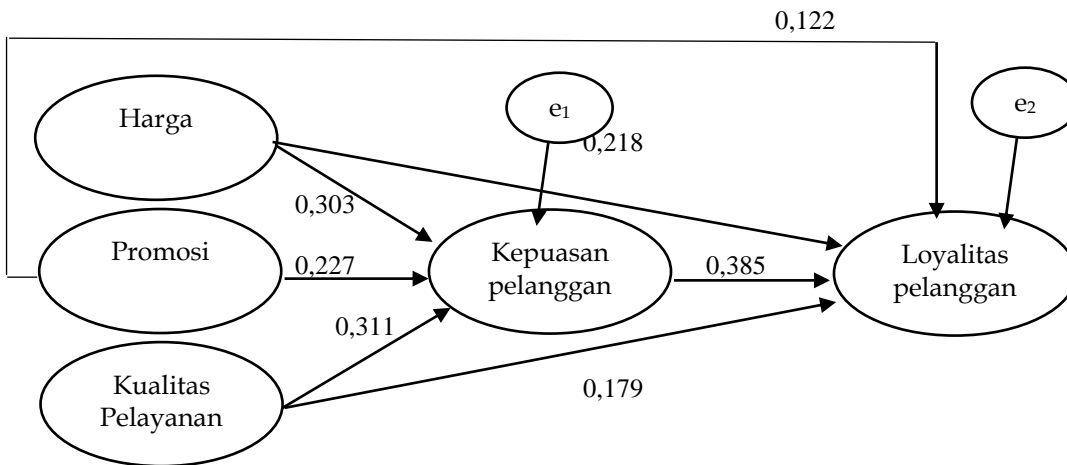 0,122
Harga
e1
e2
0,218
0,303
Promosi
0,227
Kepuasan
pelanggan
0,385
Loyalitas
pelanggan
0,311
Kualitas
Pelayanan
0,179